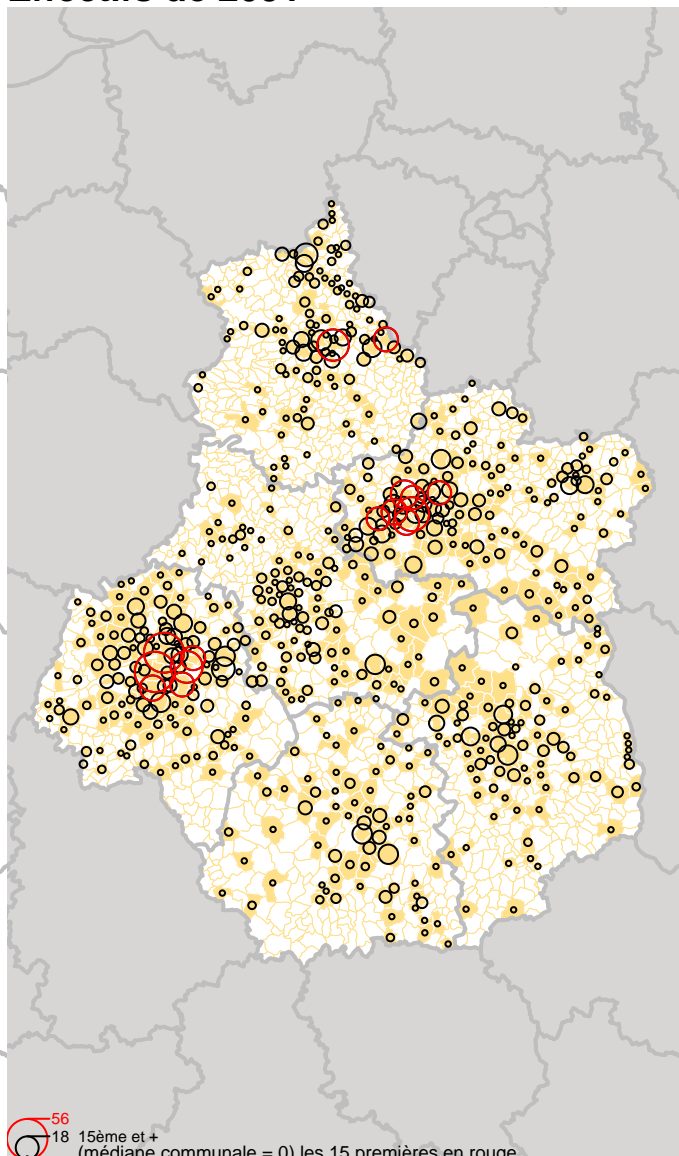 56
18 15ème et +
(médiane communale = 0) les 15 premières en rouge